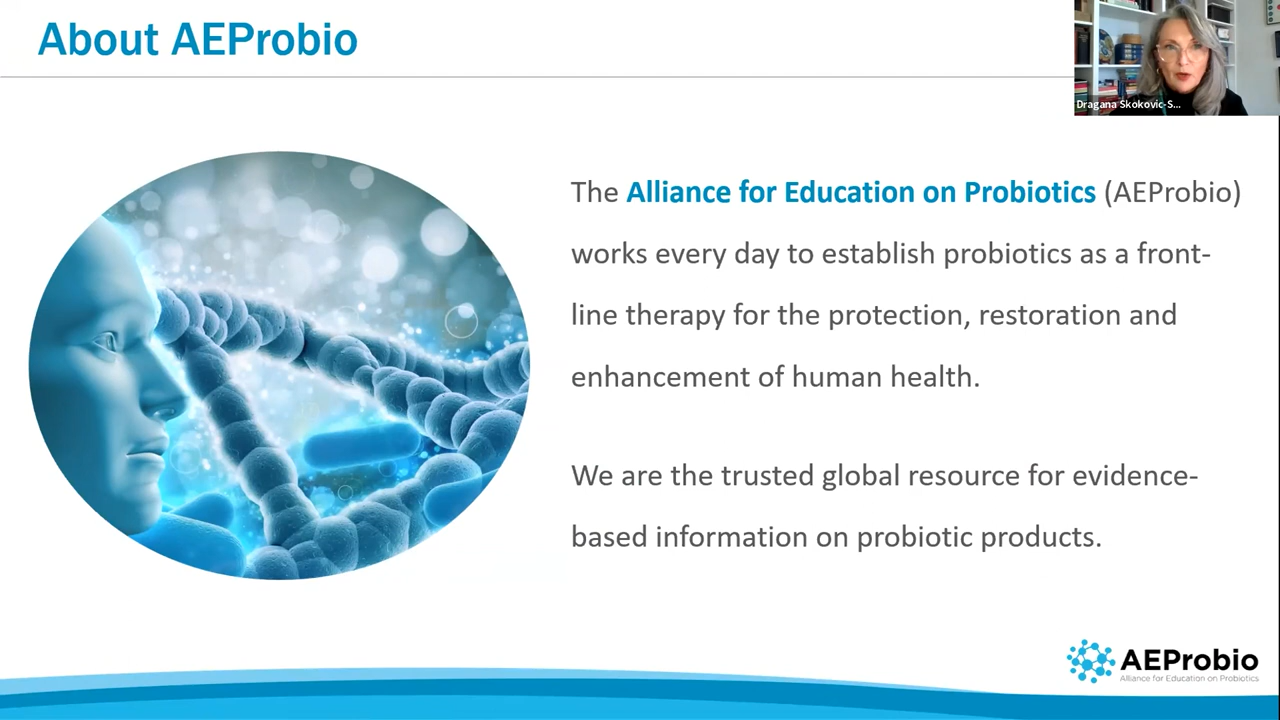 About AEProbio
Dragana Skokovic-S...
The Alliance for Education on Probiotics (AEProbio)
works every day to establish probiotics as a front-
line therapy for the protection, restoration and
enhancement of human health.
We are the trusted global resource for evidence-
based information on probiotic products.
AEProbio
Alliance for Education on Probiotics